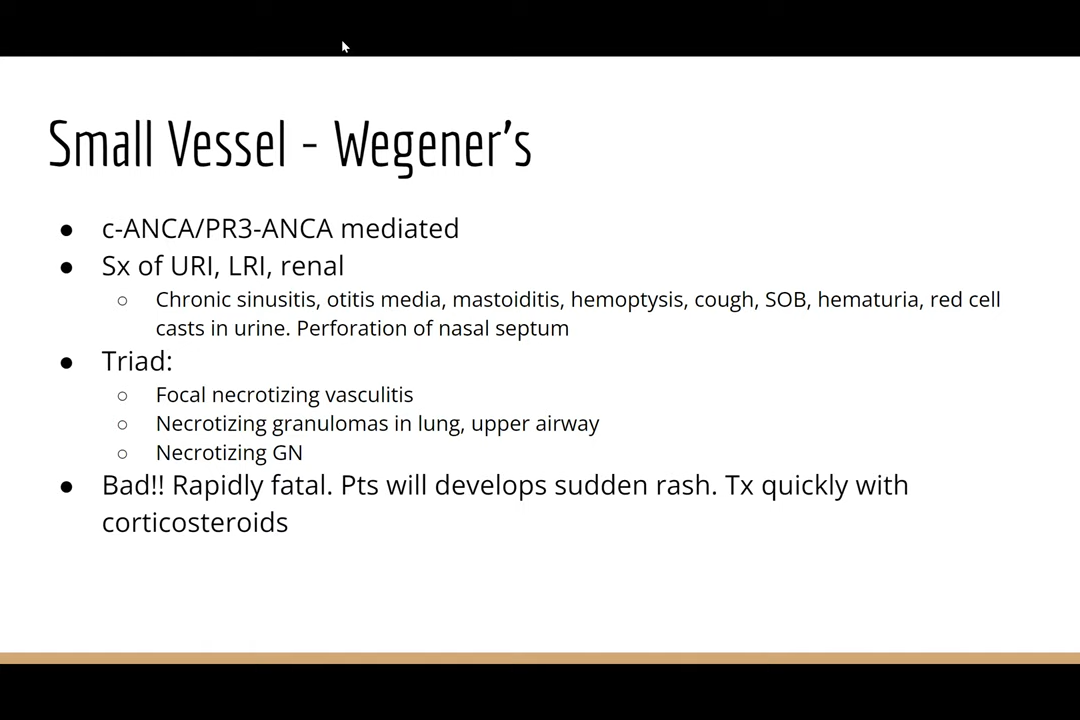 Small Vessel - Wegener’s
● c-ANCA/PR3-ANCA mediated
● Sx of URI, LRI, renal
○ Chronic sinusitis, otitis media, mastoiditis, hemoptysis, cough, SOB, hematuria, red cell
casts in urine. Perforation of nasal septum
● Triad:
○ Focal necrotizing vasculitis
○ Necrotizing granulomas in lung, upper airway
○ Necrotizing GN
● Bad!! Rapidly fatal. Pts will develops sudden rash. Tx quickly with
corticosteroids